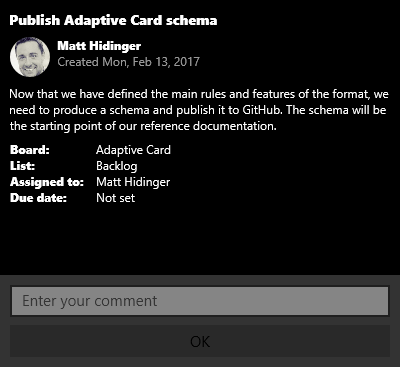 Publish Adaptive Card schema
Matt Hidinger
Created Mon, Feb 13, 2017
Now that we have defined the main rules and features of the format, we
need to produce a schema and publish it to GitHub. The schema will be
the starting point of our reference documentation.
Board: Adaptive Card
List: Backlog
Assigned to: Matt Hidinger
Due date: Not set
Enter your comment
OK